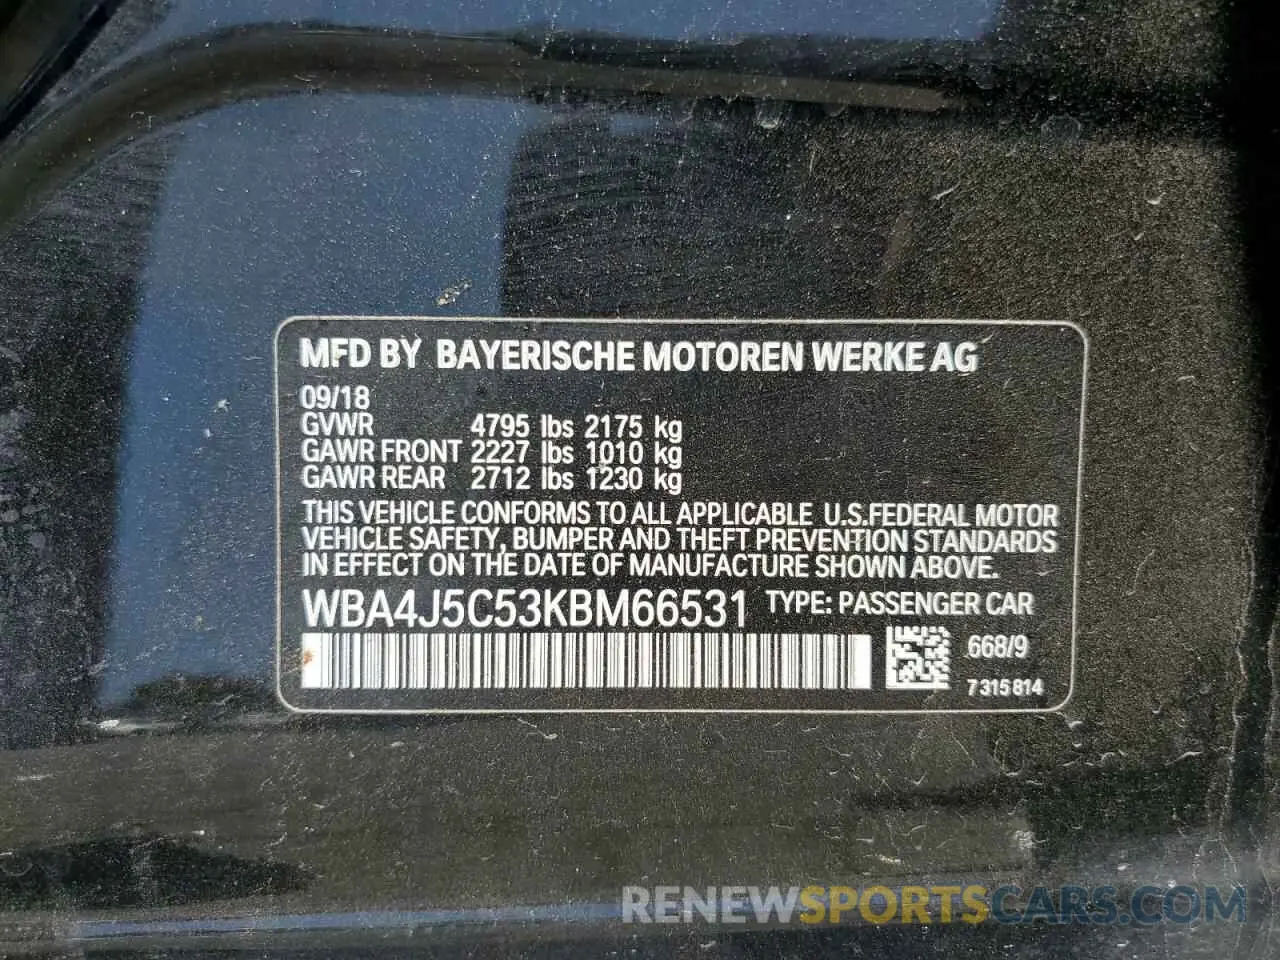 MFD BY BAYERISCHE MOTOREN WERKE AG
09/18
GVWR 4795 lbs 2175 kg
GAWR FRONT 2227 lbs 1010 kg
GAWR REAR 2712 lbs 1230 kg
THIS VEHICLE CONFORMS TO ALL APPLICABLE U.S.FEDERAL MOTOR
VEHICLE SAFETY, BUMPER AND THEFT PREVENTION STANDARDS
IN EFFECT ON THE DATE OF MANUFACTURE SHOWN ABOVE.
WBA4J5C53KBM66531 TYPE: PASSENGER CAR
668/9
7315814
RENEWSPORTSCARS.COM